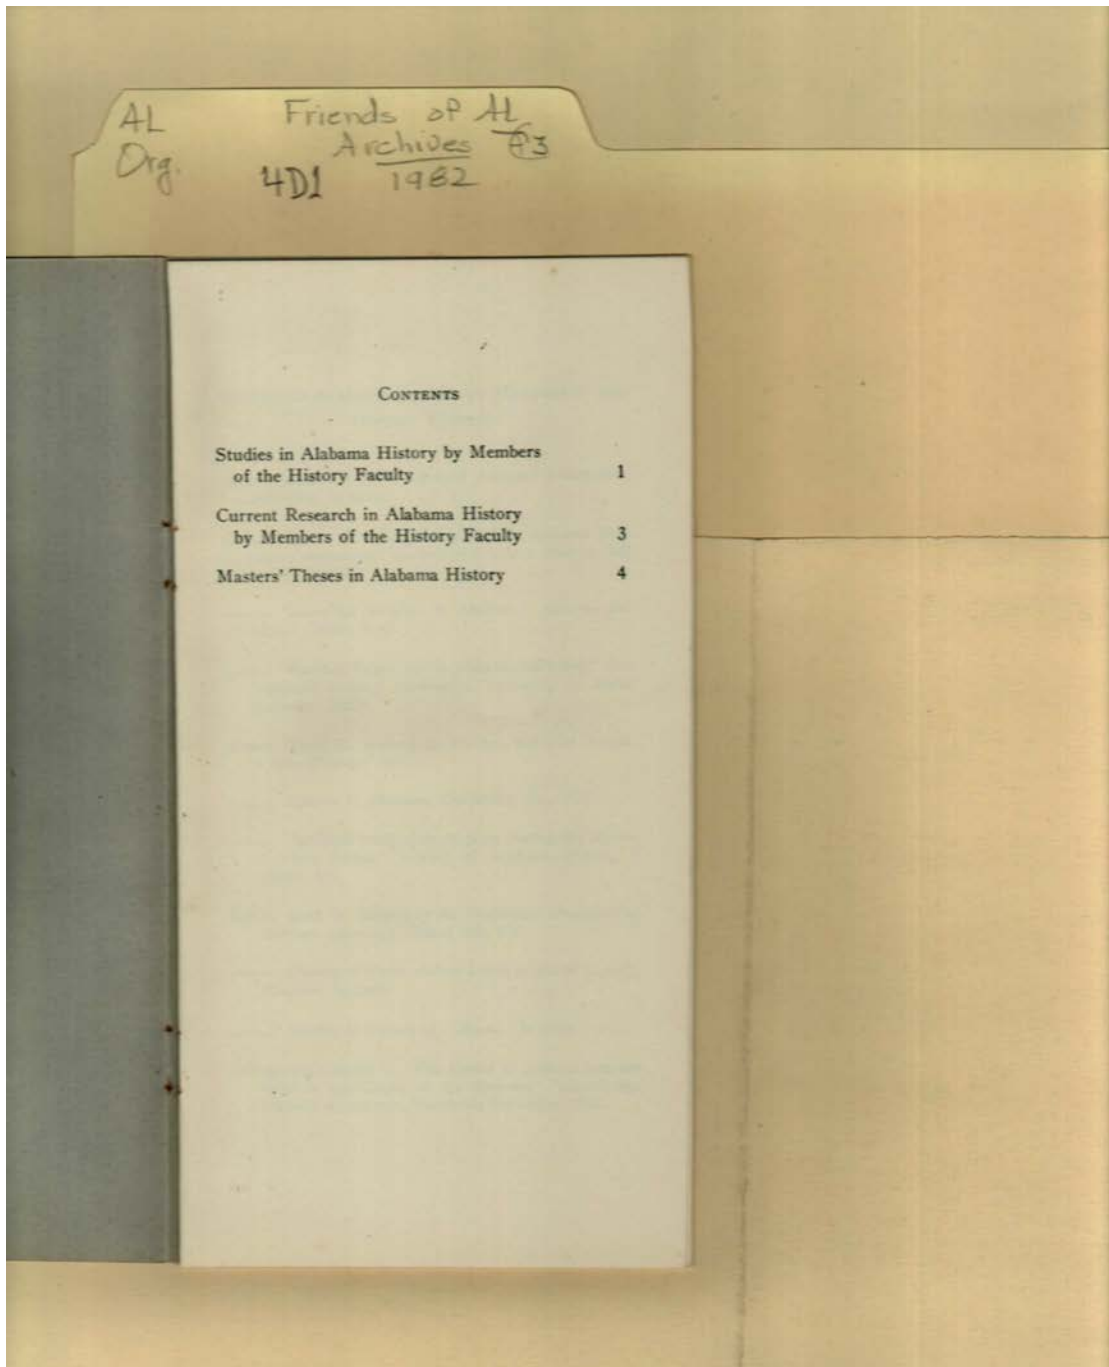 AL Friends of AL
Org. Archives
4D1 1982
CONTENTS
Studies in Alabama History by Members
of the History Faculty 1
Current Research in Alabama History
by Members of the History Faculty 3
Masters' Theses in Alabama History 4